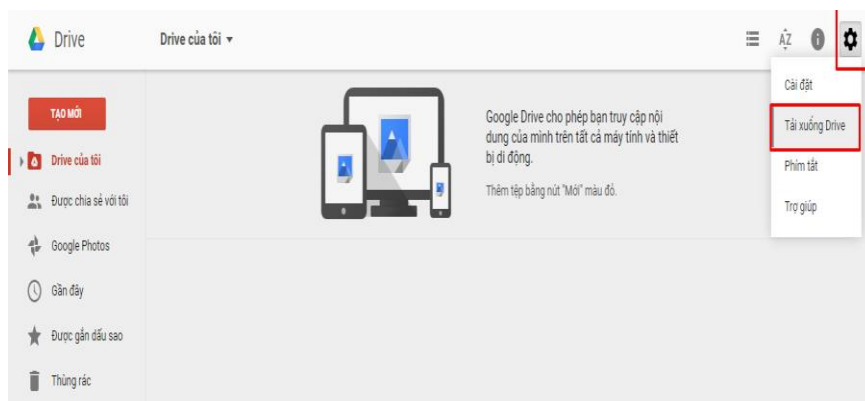 Drive
Drive của tôi
AZ
Cài đặt
Tải xuống Drive
Phím tắt
Trợ giúp
TẠO MỚI
Drive của tôi
Được chia sẻ với tôi
Google Photos
Gần đây
Được gắn dấu sao
Thùng rác
Google Drive cho phép bạn truy cập nội
dung của mình trên tất cả máy tính và thiết
bị di động.
Thêm tệp bằng nút "Mới" màu đỏ.